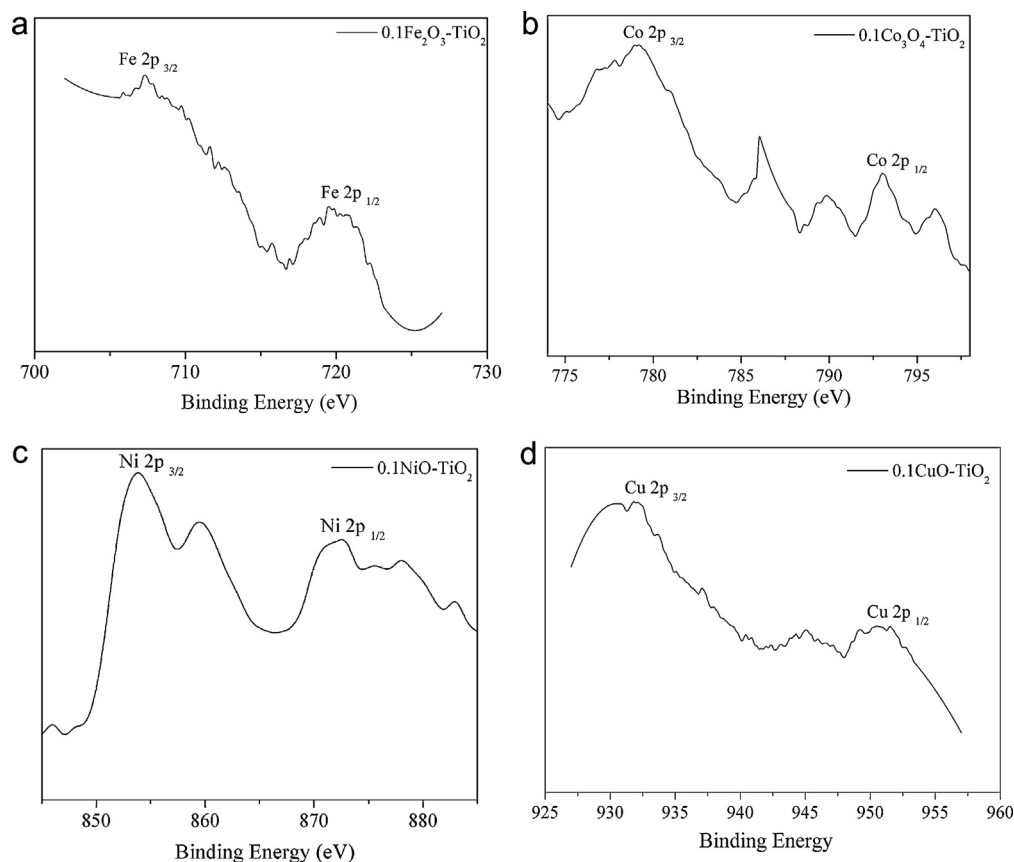 a
0.1Fe₂O₃-TiO₂
Fe 2p 3/2
Fe 2p 1/2
700 710 720 730
Binding Energy (eV)
b
0.1Co₃O₄-TiO₂
Co 2p 3/2
Co 2p 1/2
775 780 785 790 795
Binding Energy (eV)
c
0.1NiO-TiO₂
Ni 2p 3/2
Ni 2p 1/2
850 860 870 880
Binding Energy (eV)
d
0.1CuO-TiO₂
Cu 2p 3/2
Cu 2p 1/2
925 930 935 940 945 950 955 960
Binding Energy